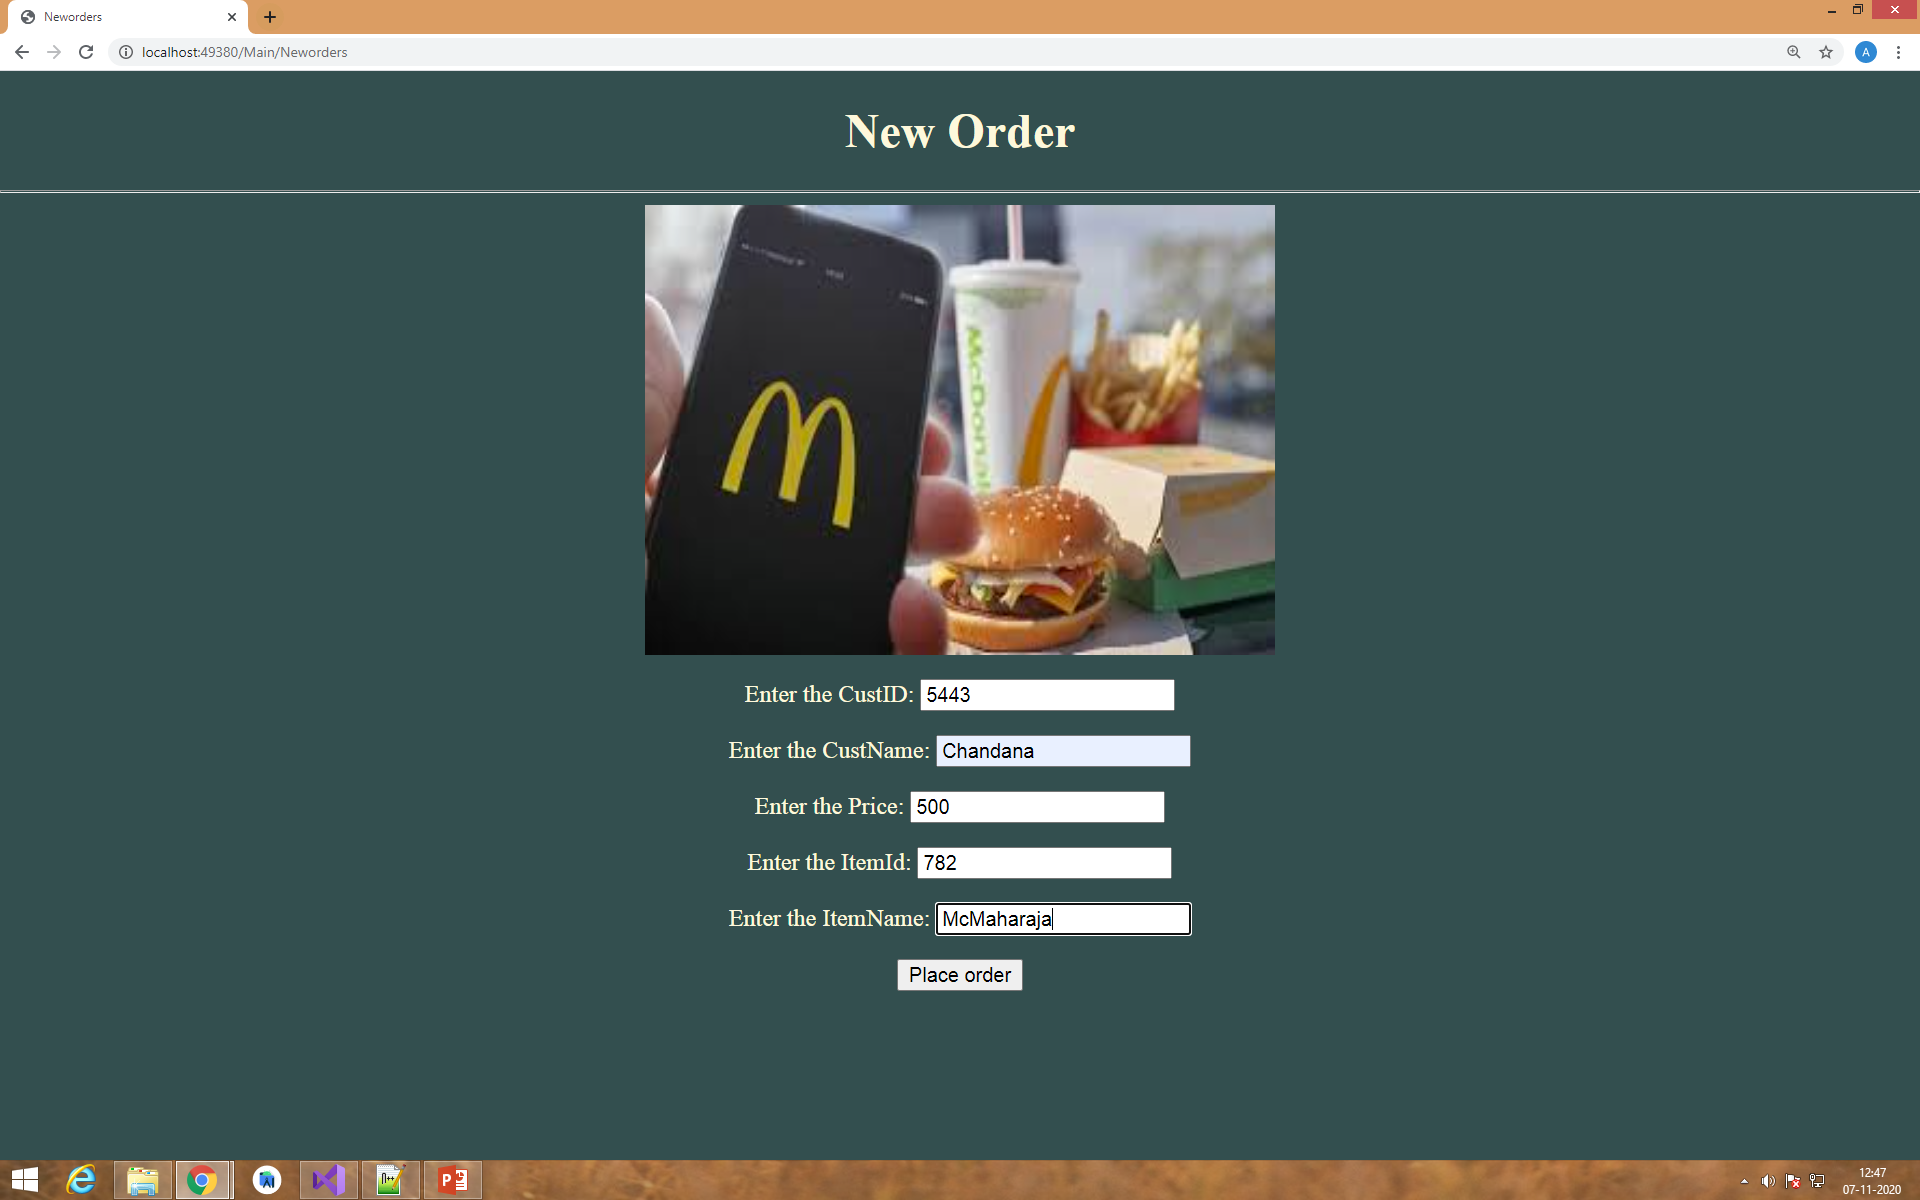 Neworders
localhost:49380/Main/Neworders
A
New Order
M
McDonal
Enter the CustID: 5443
Enter the CustName: Chandana
Enter the Price: 500
Enter the ItemId: 782
Enter the ItemName: McMaharaja
Place order
12:47
07-11-2020